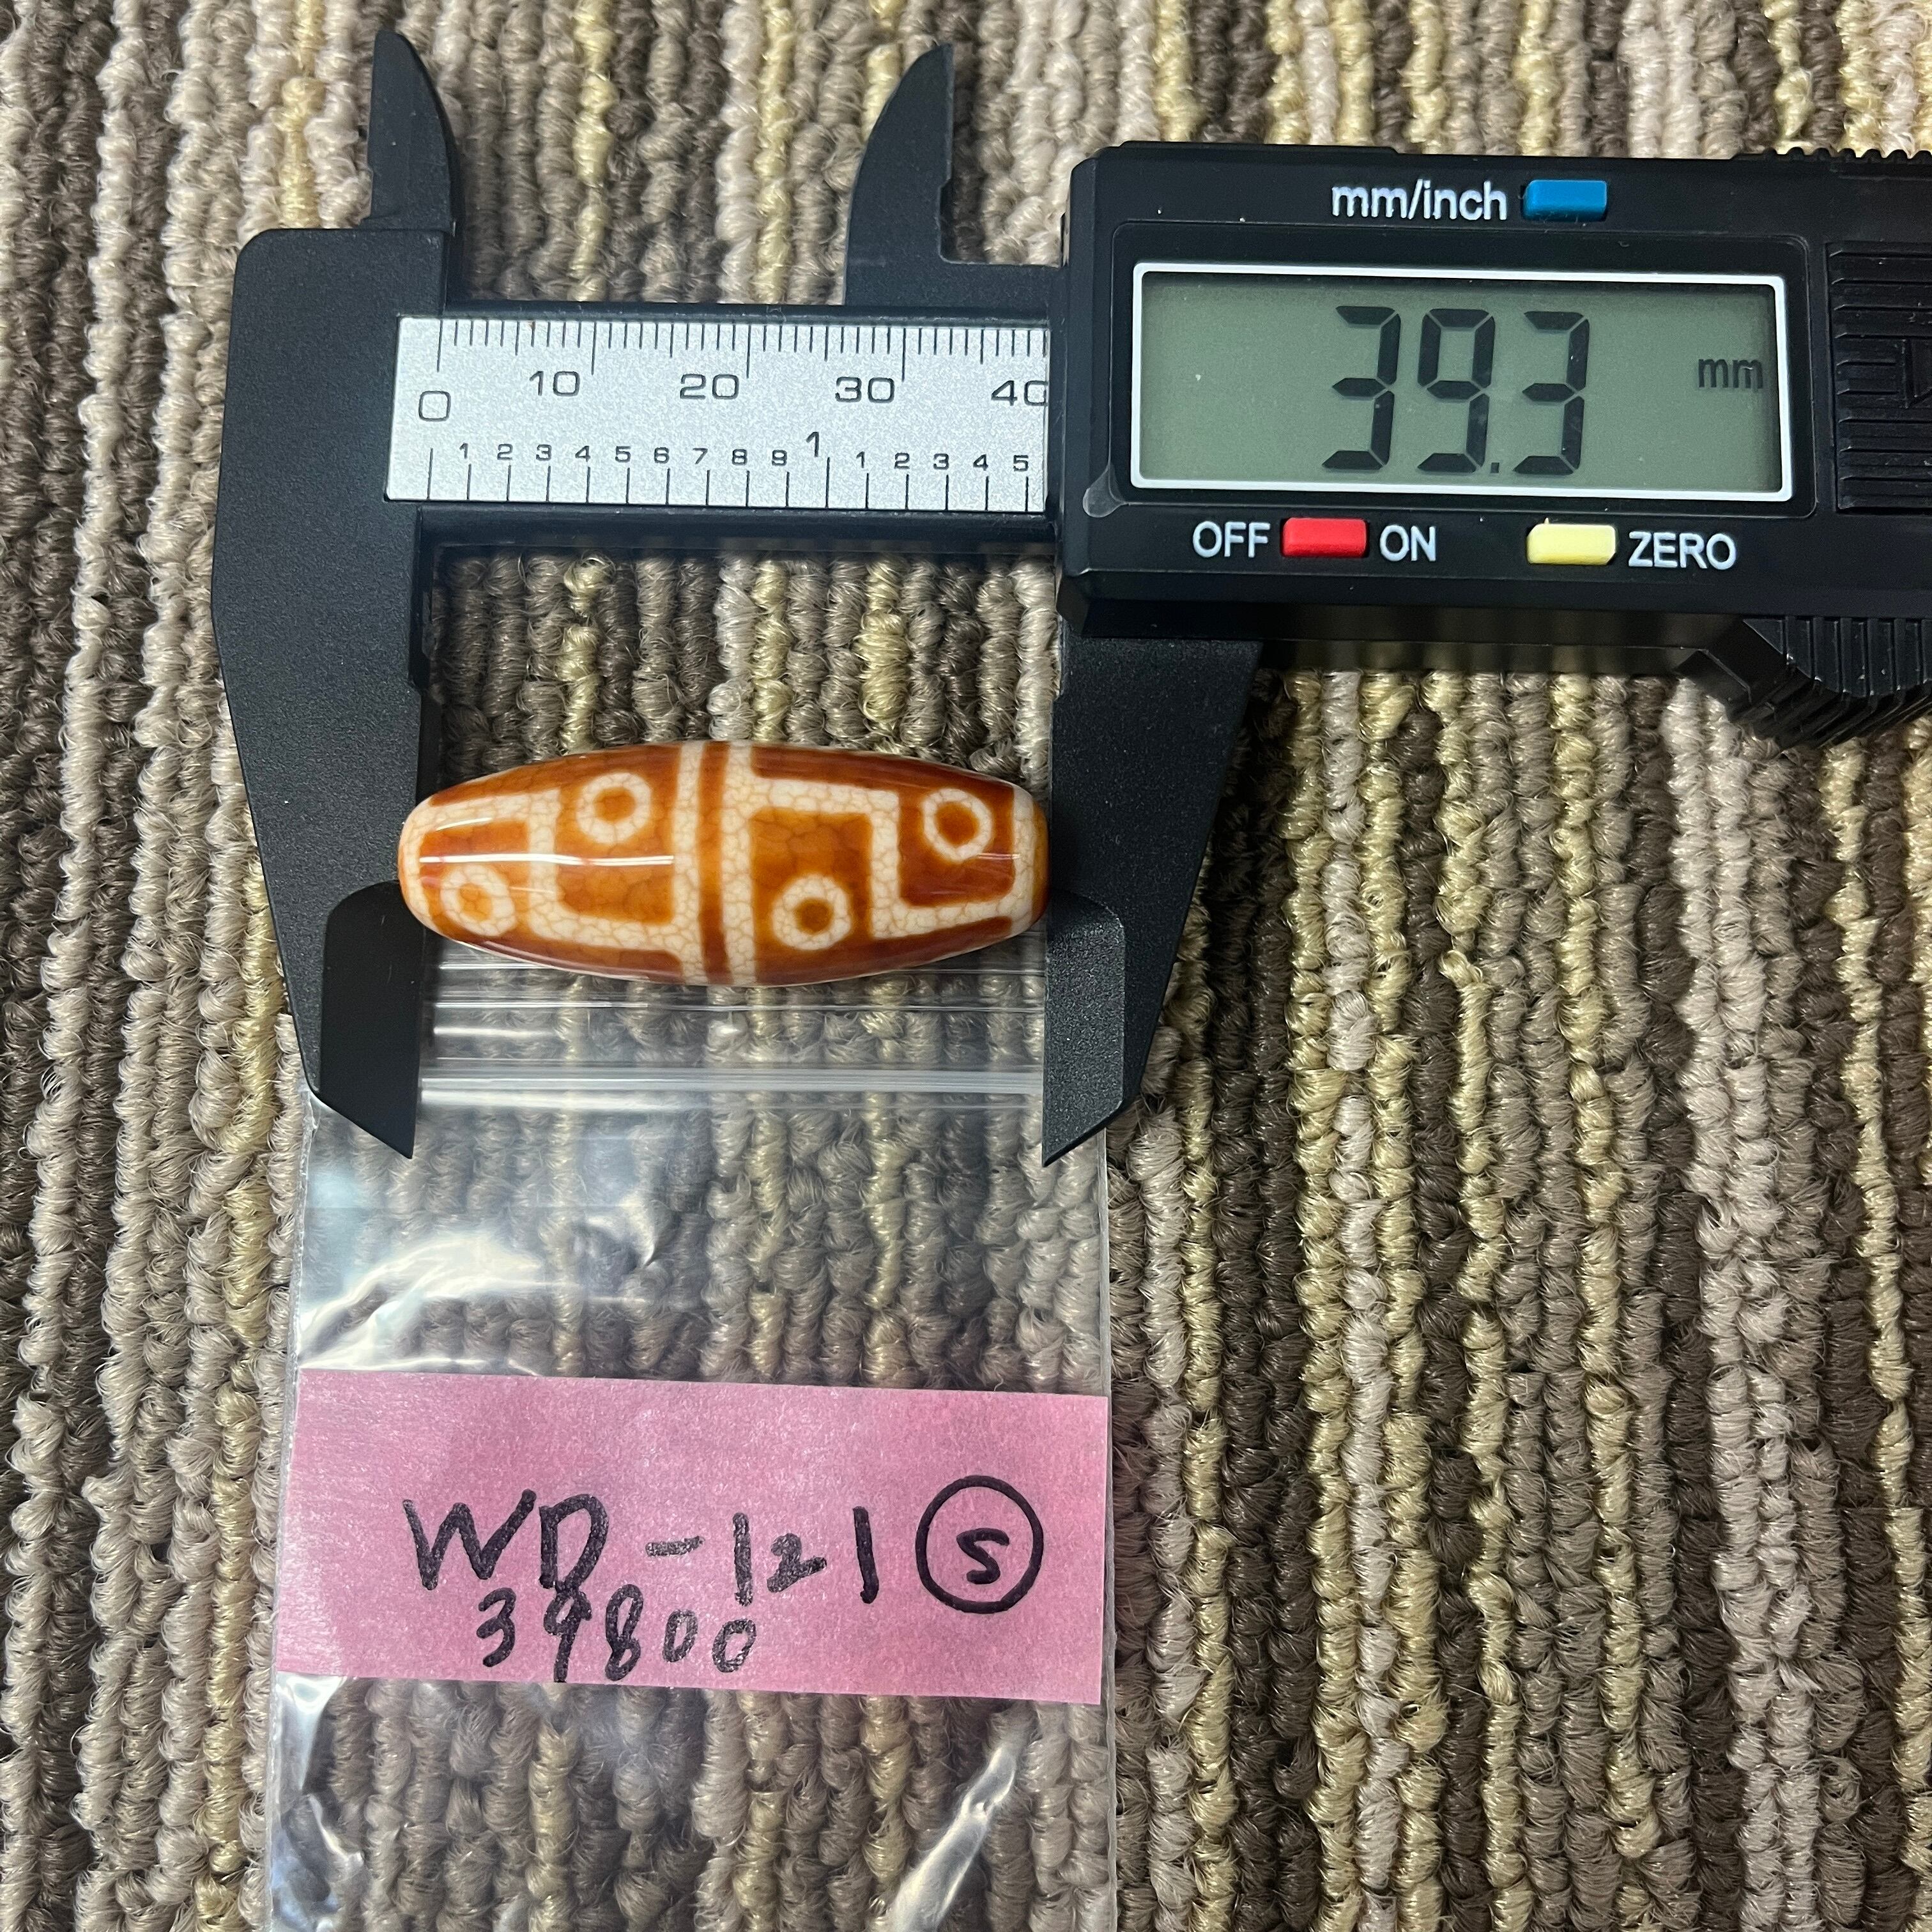 mm/inch
39.3 mm
OFF ON ZERO
0 10 20 30 40
1 2 3 4 5 6 7 8 9 1 1 2 3 4 5
WD-121 Ⓢ
39800